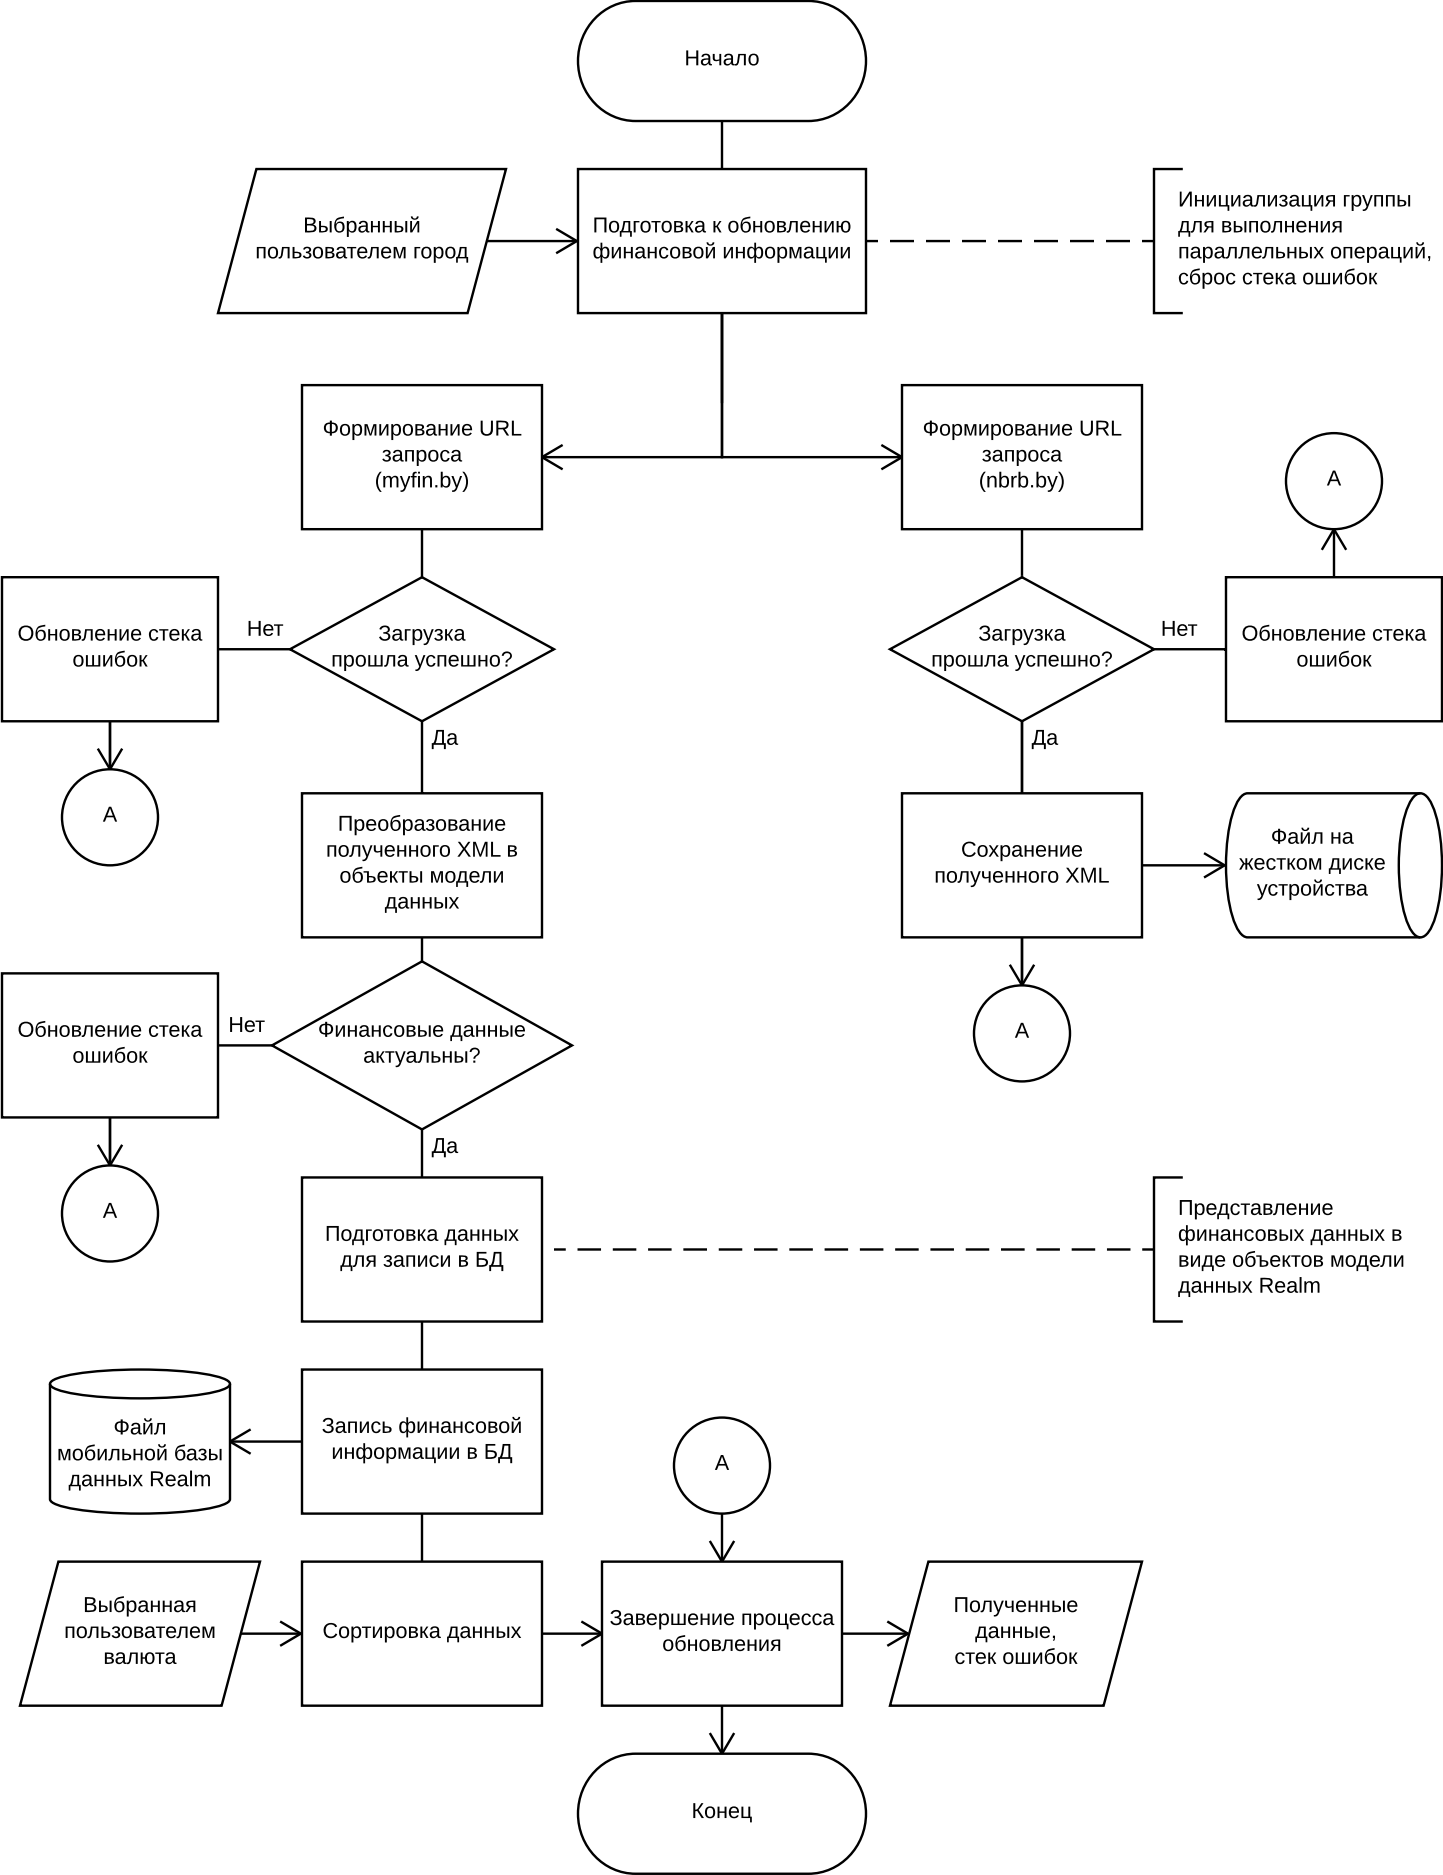 Начало
Выбранный
пользователем город
Подготовка к обновлению
финансовой информации
Инициализация группы
для выполнения
параллельных операций,
сброс стека ошибок
Формирование URL
запроса
(myfin.by)
Формирование URL
запроса
(nbrb.by)
A
Обновление стека
ошибок
Нет
Загрузка
прошла успешно?
Да
Загрузка
прошла успешно?
Нет
Да
Обновление стека
ошибок
A
Преобразование
полученного XML в
объекты модели
данных
Сохранение
полученного XML
Файл на
жестком диске
устройства
Обновление стека
ошибок
Нет
Финансовые данные
актуальны?
Да
A
A
Подготовка данных
для записи в БД
Представление
финансовых данных в
виде объектов модели
данных Realm
Файл
мобильной базы
данных Realm
Запись финансовой
информации в БД
A
Выбранная
пользователем
валюта
Сортировка данных
Завершение процесса
обновления
Полученные
данные,
стек ошибок
Конец